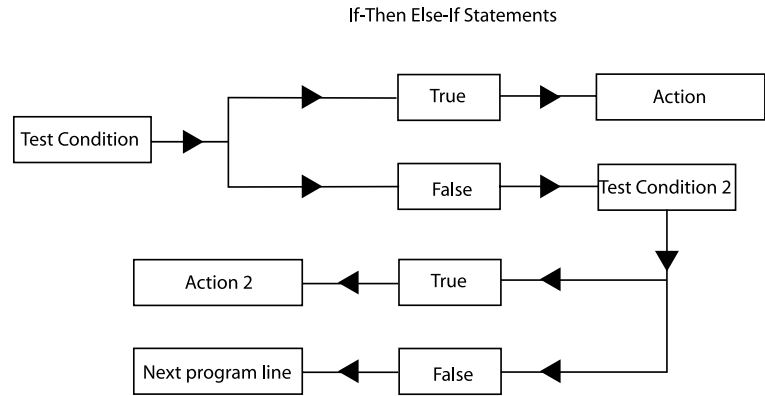 If-Then Else-If Statements
True
Action
Test Condition
False
Test Condition 2
Action 2
True
Next program line
False